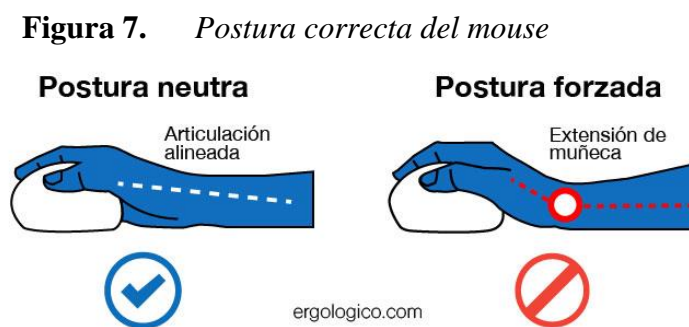 Figura 7. Postura correcta del mouse
Postura neutra
Articulación
alineada
Postura forzada
Extensión de
muñeca
ergologico.com